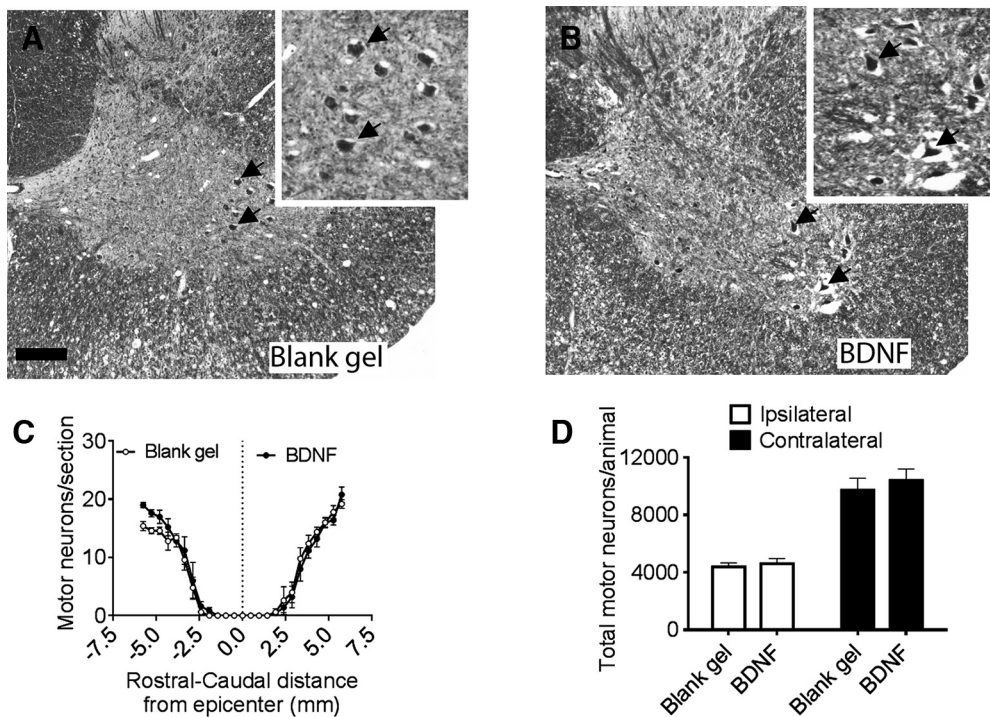 A
Blank gel
B
BDNF
C
Motor neurons/section
30
20
10
0
Blank gel
BDNF
-7.5
-5.0
-2.5
0.0
2.5
5.0
7.5
Rostral-Caudal distance
from epicenter (mm)
D
Ipsilateral
Contralateral
Total motor neurons/animal
12000
8000
4000
0
Blank gel
BDNF
Blank gel
BDNF